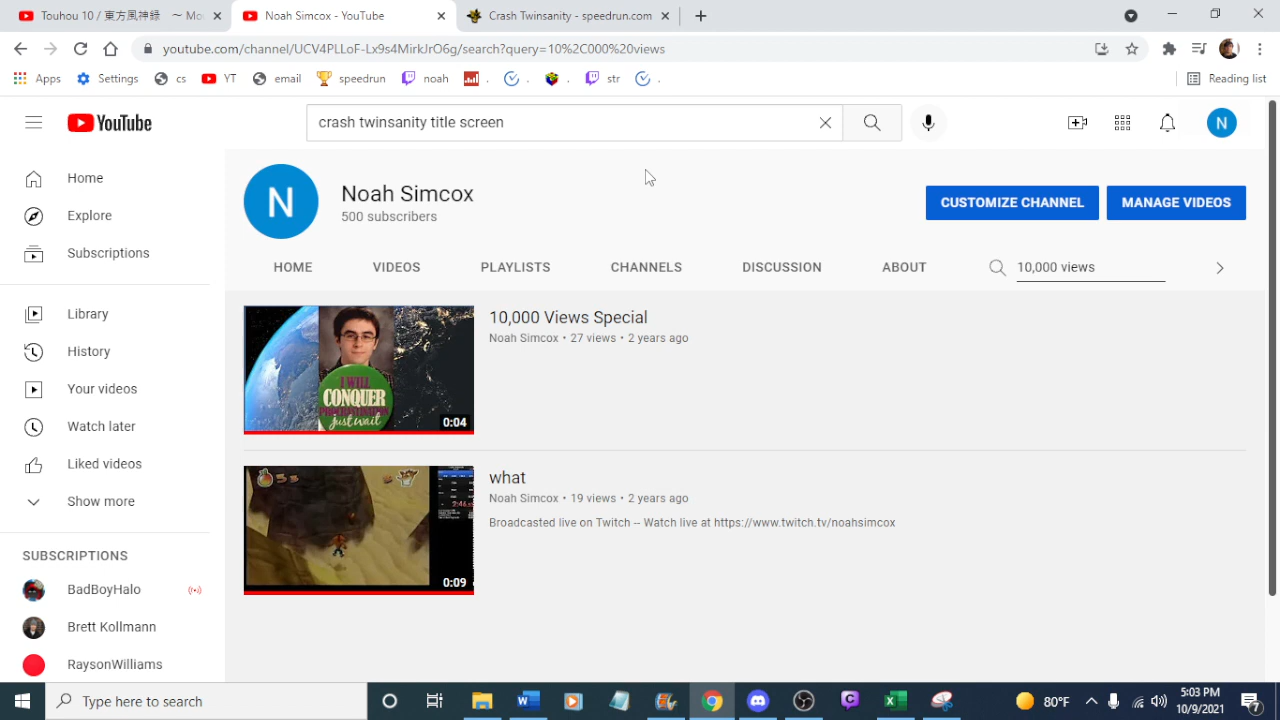 Touhou 10 / 東方風神録 〜 Mo
Noah Simcox - YouTube
Crash Twinsanity - speedrun.com
youtube.com/channel/UCV4PLLoF-Lx9s4MirkJrO6g/search?query=10%2C000%20views
Apps
Settings
cs
YT
email
speedrun
noah
.
.
.
str
.
Reading list
YouTube
crash twinsanity title screen
N
Home
Explore
Subscriptions
Library
History
Your videos
Watch later
Liked videos
Show more
SUBSCRIPTIONS
BadBoyHalo
Brett Kollmann
RaysonWilliams
N
Noah Simcox
500 subscribers
CUSTOMIZE CHANNEL
MANAGE VIDEOS
HOME
VIDEOS
PLAYLISTS
CHANNELS
DISCUSSION
ABOUT
10,000 views
I WILL
CONQUER
PROCRASTINATION
just wait
0:04
10,000 Views Special
Noah Simcox • 27 views • 2 years ago
0:09
what
Noah Simcox • 19 views • 2 years ago
Broadcasted live on Twitch -- Watch live at https://www.twitch.tv/noahsimcox
Type here to search
80°F
5:03 PM
10/9/2021
7